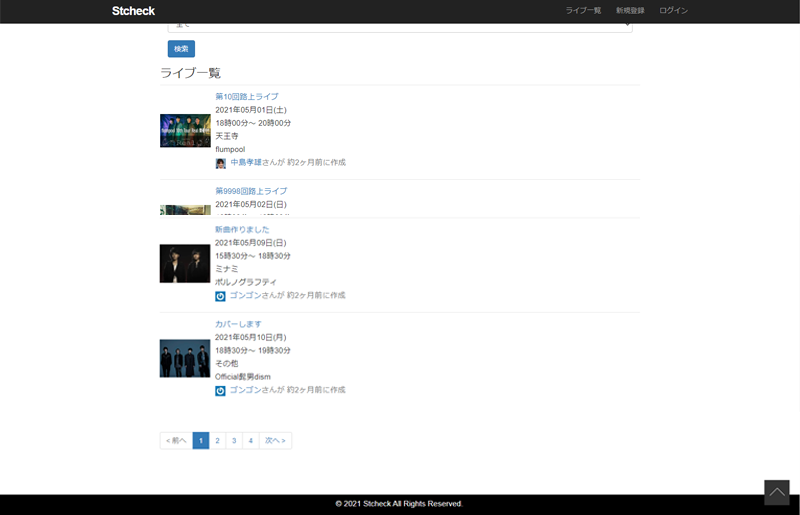 Stcheck
ライブ一覧 新規登録 ログイン
検索
ライブ一覧
第10回路上ライブ
2021年05月01日(土)
18時00分～ 20時00分
天王寺
flumpool
中島孝雄さんが 約2ヶ月前に作成
第9998回路上ライブ
2021年05月02日(日)
新曲作りました
2021年05月09日(日)
15時30分～ 18時30分
ミナミ
ポルノグラフティ
ゴンゴンさんが 約2ヶ月前に作成
カバーします
2021年05月10日(月)
18時30分～ 19時30分
その他
Official髭男dism
ゴンゴンさんが 約2ヶ月前に作成
< 前へ 1 2 3 4 次へ >
© 2021 Stcheck All Rights Reserved.